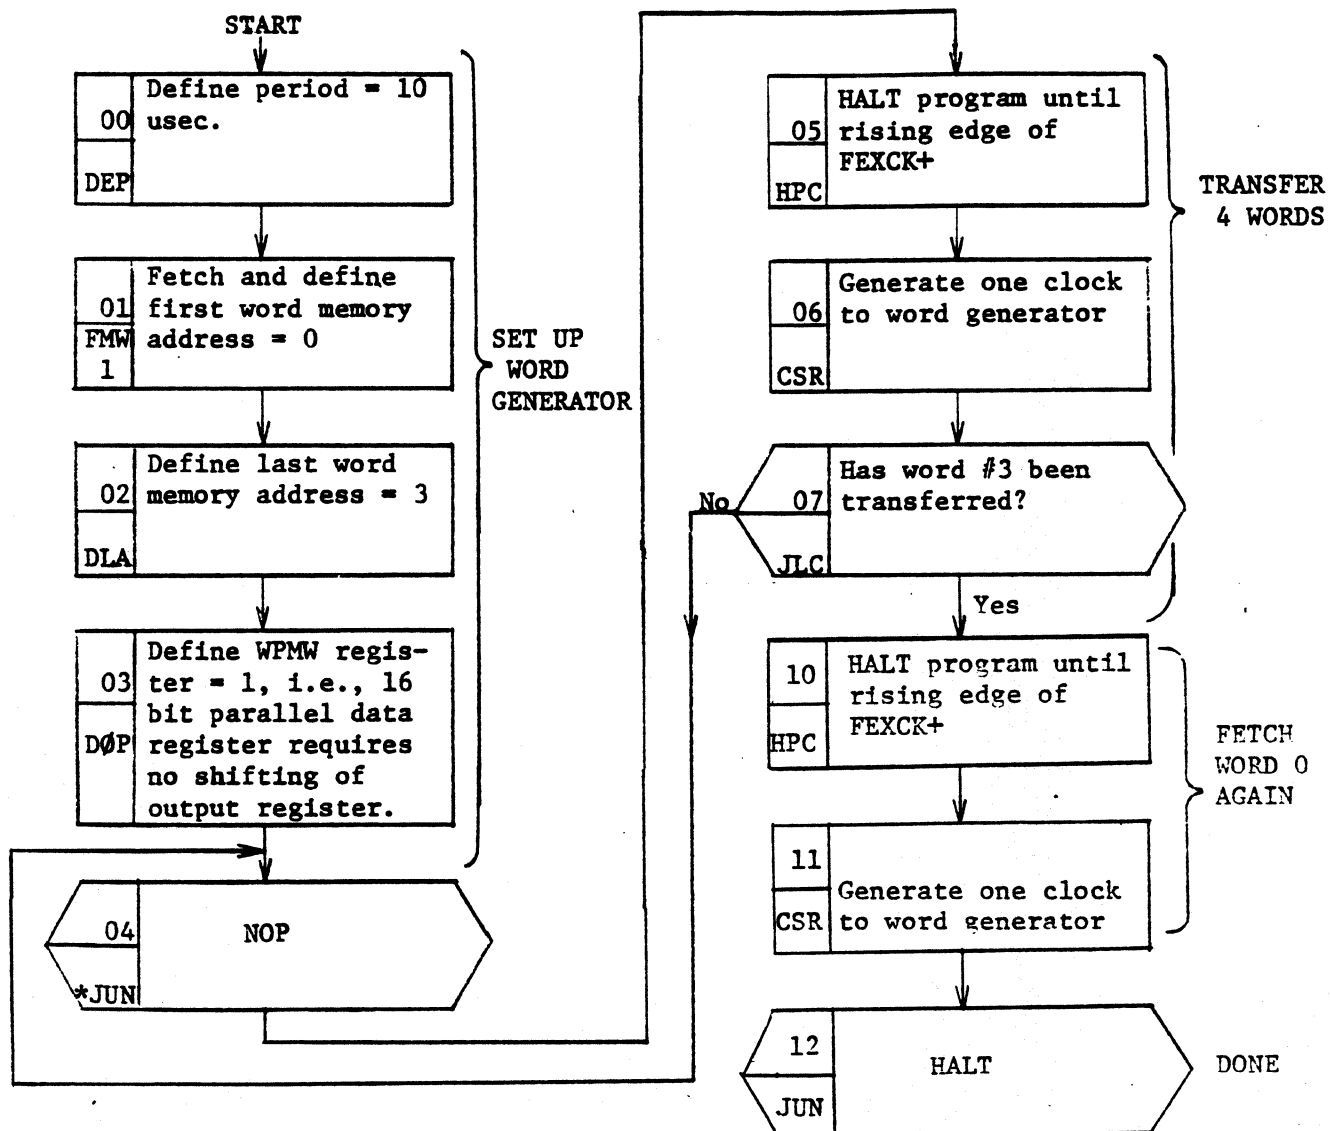 START
00
DEP
Define period = 10
usec.
01
FMW
1
Fetch and define
first word memory
address = 0
02
DLA
Define last word
memory address = 3
03
DØP
Define WPMW regis-
ter = 1, i.e., 16
bit parallel data
register requires
no shifting of
output register.
SET UP
WORD
GENERATOR
04
*JUN
NOP
05
HPC
HALT program until
rising edge of
FEXCK+
06
CSR
Generate one clock
to word generator
No
07
JLC
Has word #3 been
transferred?
Yes
TRANSFER
4 WORDS
10
HPC
HALT program until
rising edge of
FEXCK+
11
CSR
Generate one clock
to word generator
FETCH
WORD 0
AGAIN
12
JUN
HALT
DONE